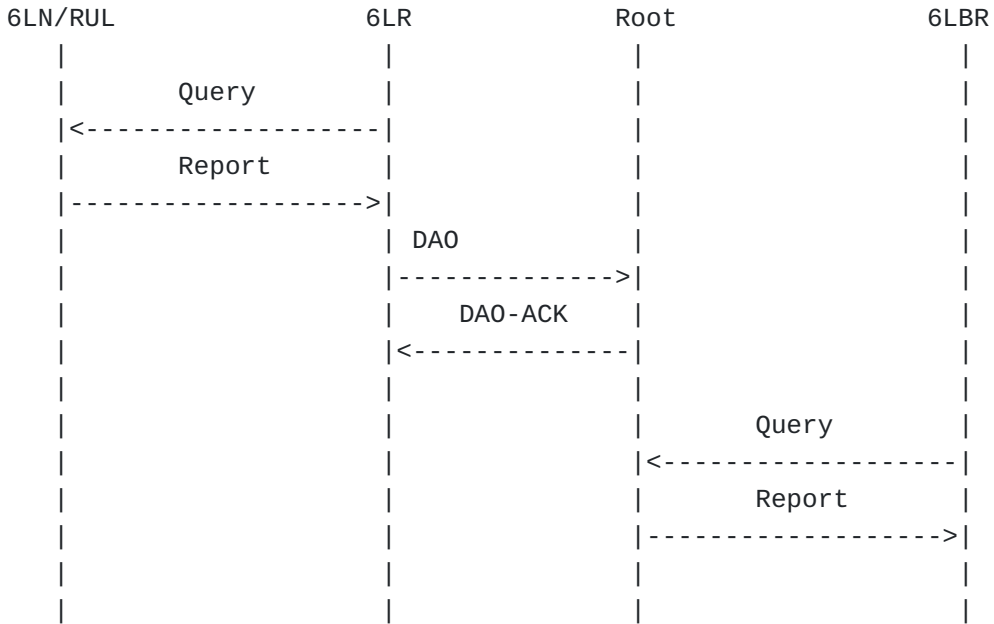 6LN/RUL 6LR Root 6LBR
Query
Report
DAO
DAO-ACK
Query
Report